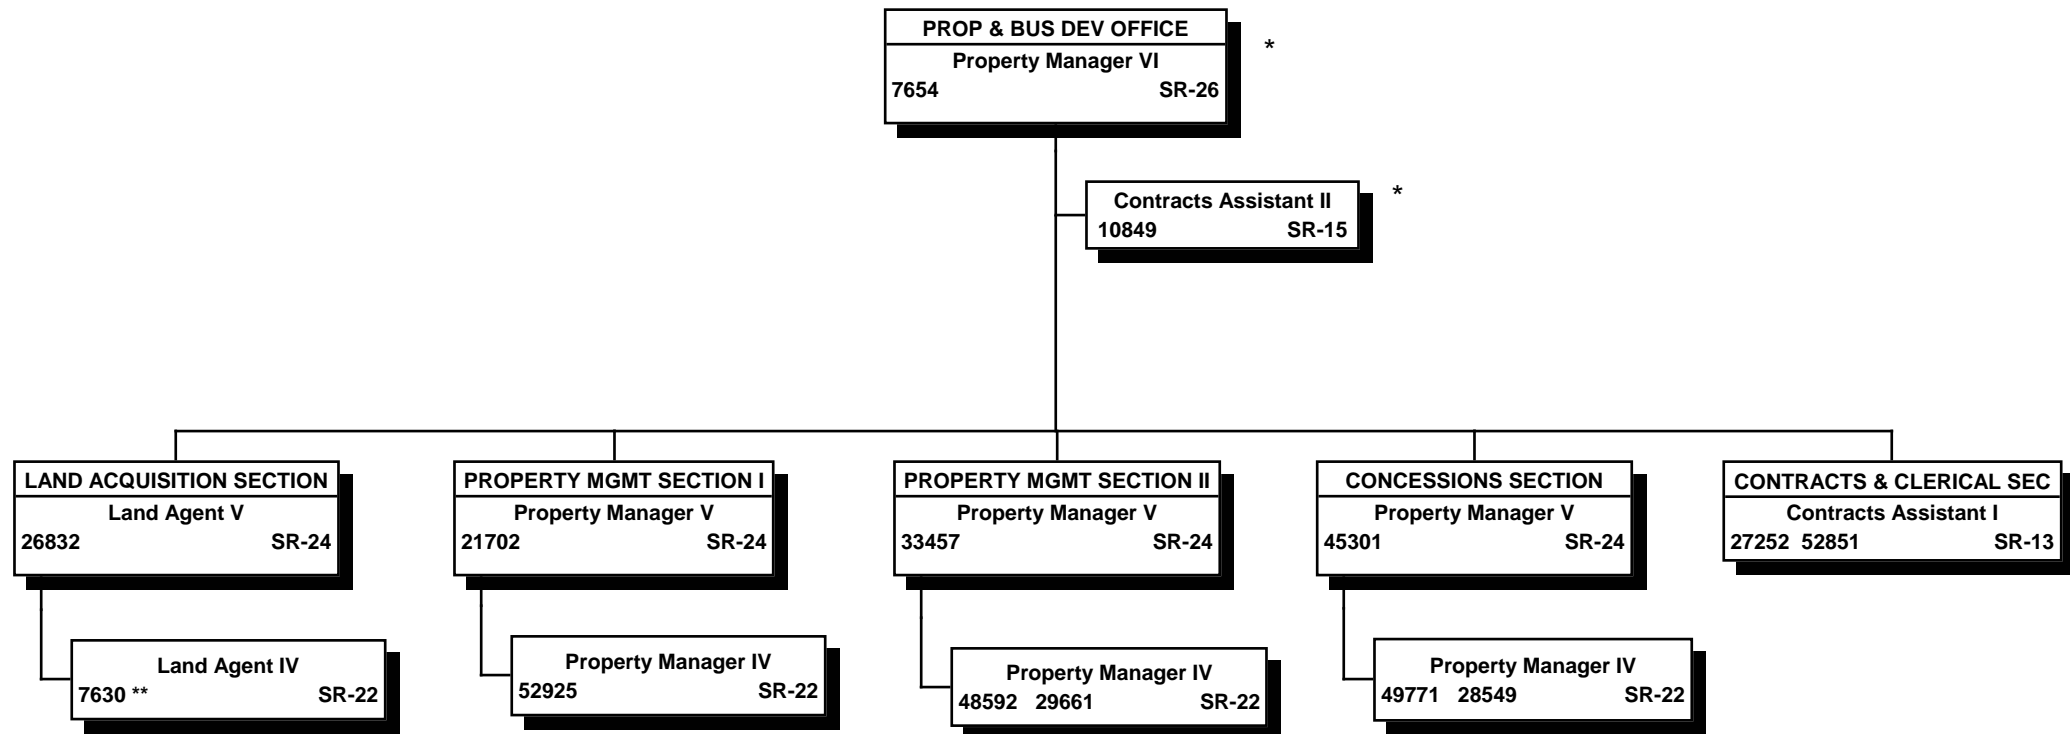 PROP & BUS DEV OFFICE
*
Property Manager VI
7654 SR-26
Contracts Assistant II
*
10849 SR-15
LAND ACQUISITION SECTION
Land Agent V
26832 SR-24
PROPERTY MGMT SECTION I
Property Manager V
21702 SR-24
PROPERTY MGMT SECTION II
Property Manager V
33457 SR-24
CONCESSIONS SECTION
Property Manager V
45301 SR-24
CONTRACTS & CLERICAL SEC
Contracts Assistant I
27252 52851 SR-13
Land Agent IV
7630 ** SR-22
Property Manager IV
52925 SR-22
Property Manager IV
48592 29661 SR-22
Property Manager IV
49771 28549 SR-22